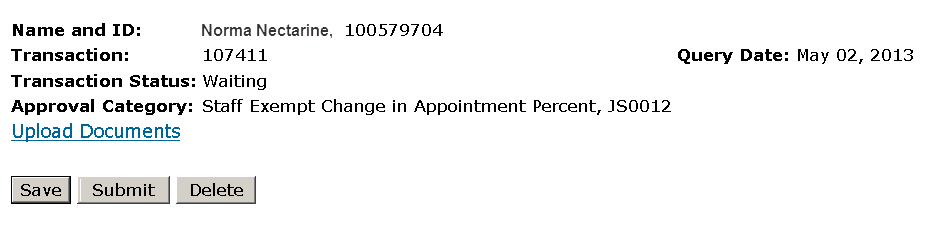 Name and ID: Norma Nectarine, 100579704
Transaction: 107411 Query Date: May 02, 2013
Transaction Status: Waiting
Approval Category: Staff Exempt Change in Appointment Percent, JS0012
Upload Documents
Save Submit Delete